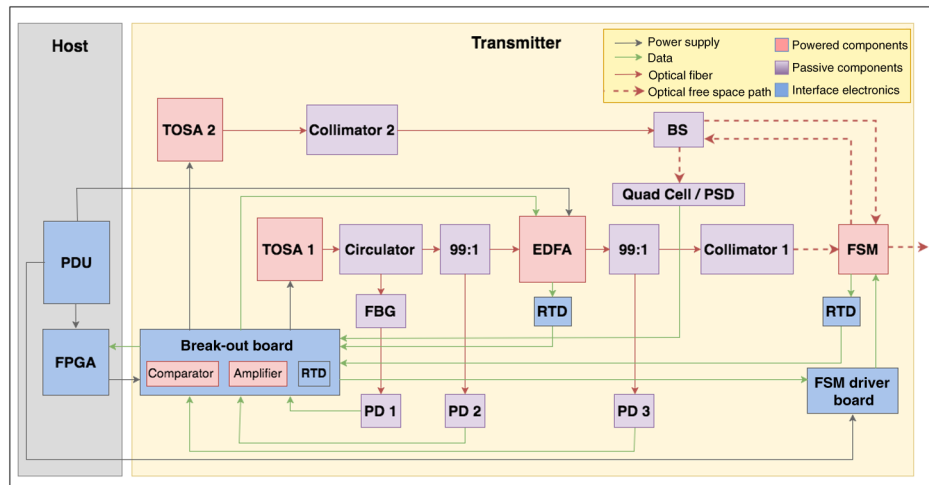 Host
Transmitter
Power supply
Data
Optical fiber
Optical free space path
Powered components
Passive components
Interface electronics
TOSA 2
Collimator 2
BS
Quad Cell / PSD
PDU
TOSA 1
Circulator
99:1
EDFA
99:1
Collimator 1
FSM
FBG
RTD
RTD
FPGA
Break-out board
Comparator
Amplifier
RTD
FSM driver
board
PD 1
PD 2
PD 3